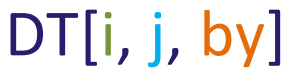 DT[i, j, by]